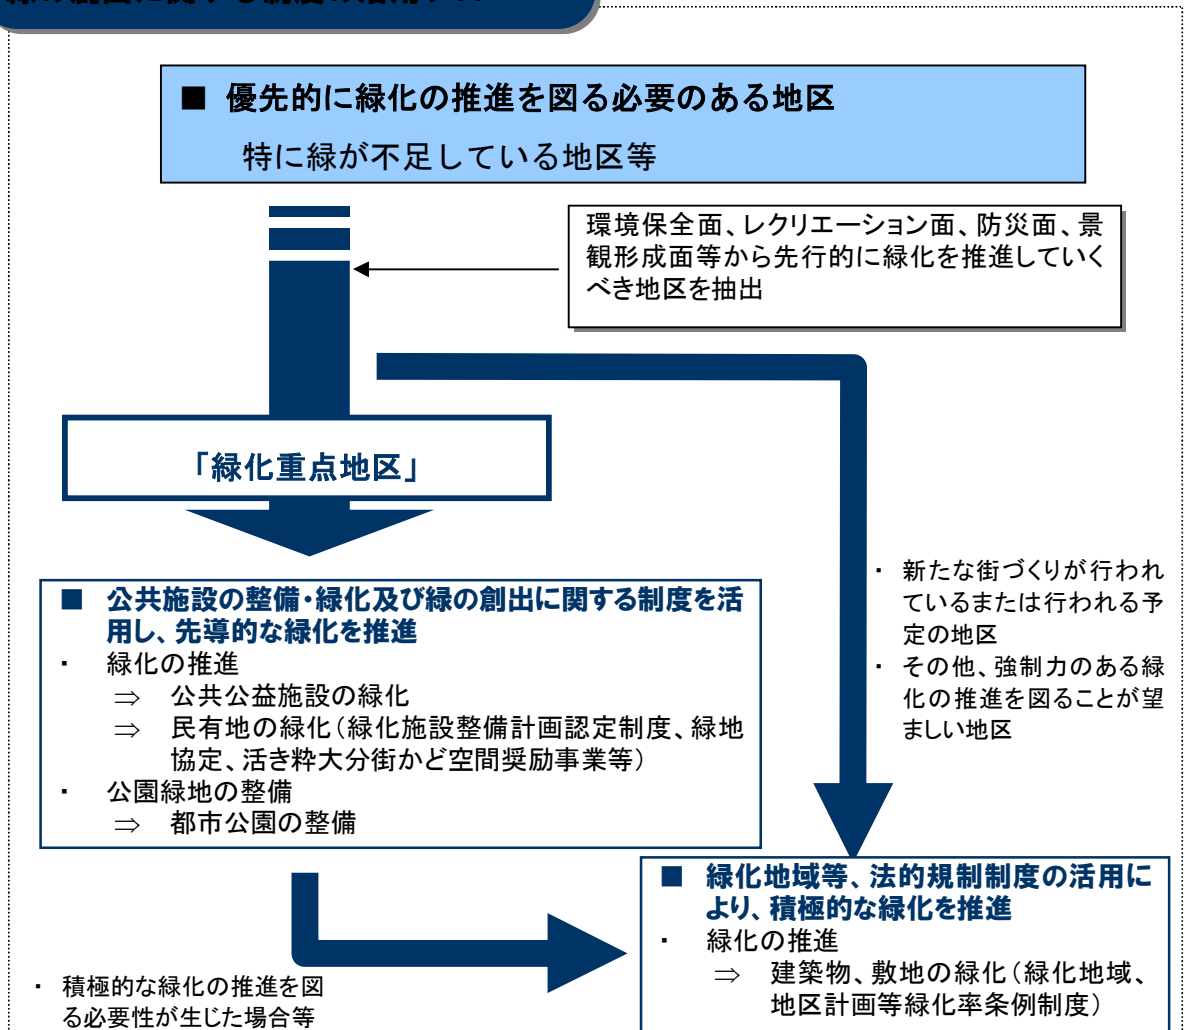 ■ 優先的に緑化の推進を図る必要のある地区
特に緑が不足している地区等
環境保全面、レクリエーション面、防災面、景
観形成面等から先行的に緑化を推進していく
べき地区を抽出
「緑化重点地区」
・ 新たな街づくりが行われ
ているまたは行われる予
定の地区
・ その他、強制力のある緑
化の推進を図ることが望
ましい地区
■ 公共施設の整備・緑化及び緑の創出に関する制度を活
用し、先導的な緑化を推進
・ 緑化の推進
⇒ 公共公益施設の緑化
⇒ 民有地の緑化（緑化施設整備計画認定制度、緑地
協定、活き粋大分街かど空間奨励事業等）
・ 公園緑地の整備
⇒ 都市公園の整備
■ 緑化地域等、法的規制制度の活用に
より、積極的な緑化を推進
・ 緑化の推進
⇒ 建築物、敷地の緑化（緑化地域、
地区計画等緑化率条例制度）
・ 積極的な緑化の推進を図
る必要性が生じた場合等